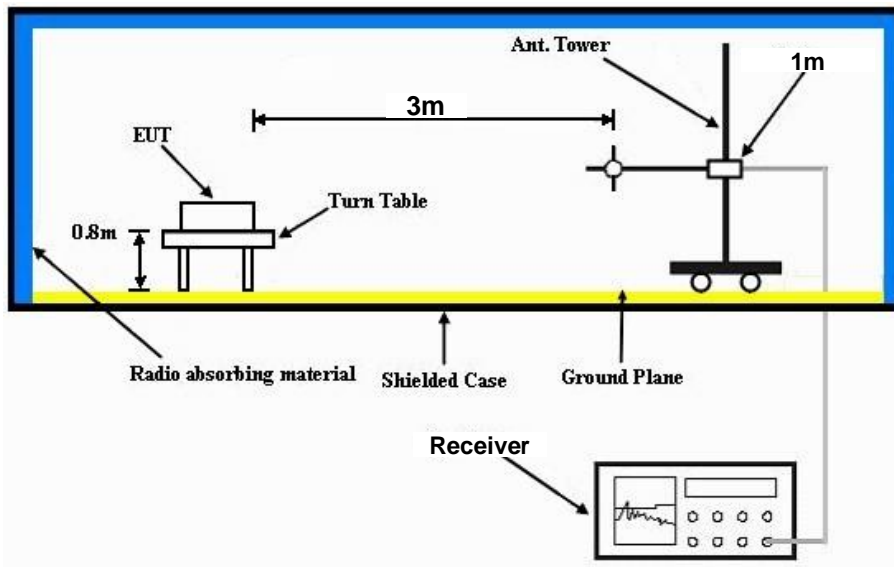 Ant. Tower
1m
3m
EUT
Turn Table
0.8m
Radio absorbing material
Shielded Case
Ground Plane
Receiver